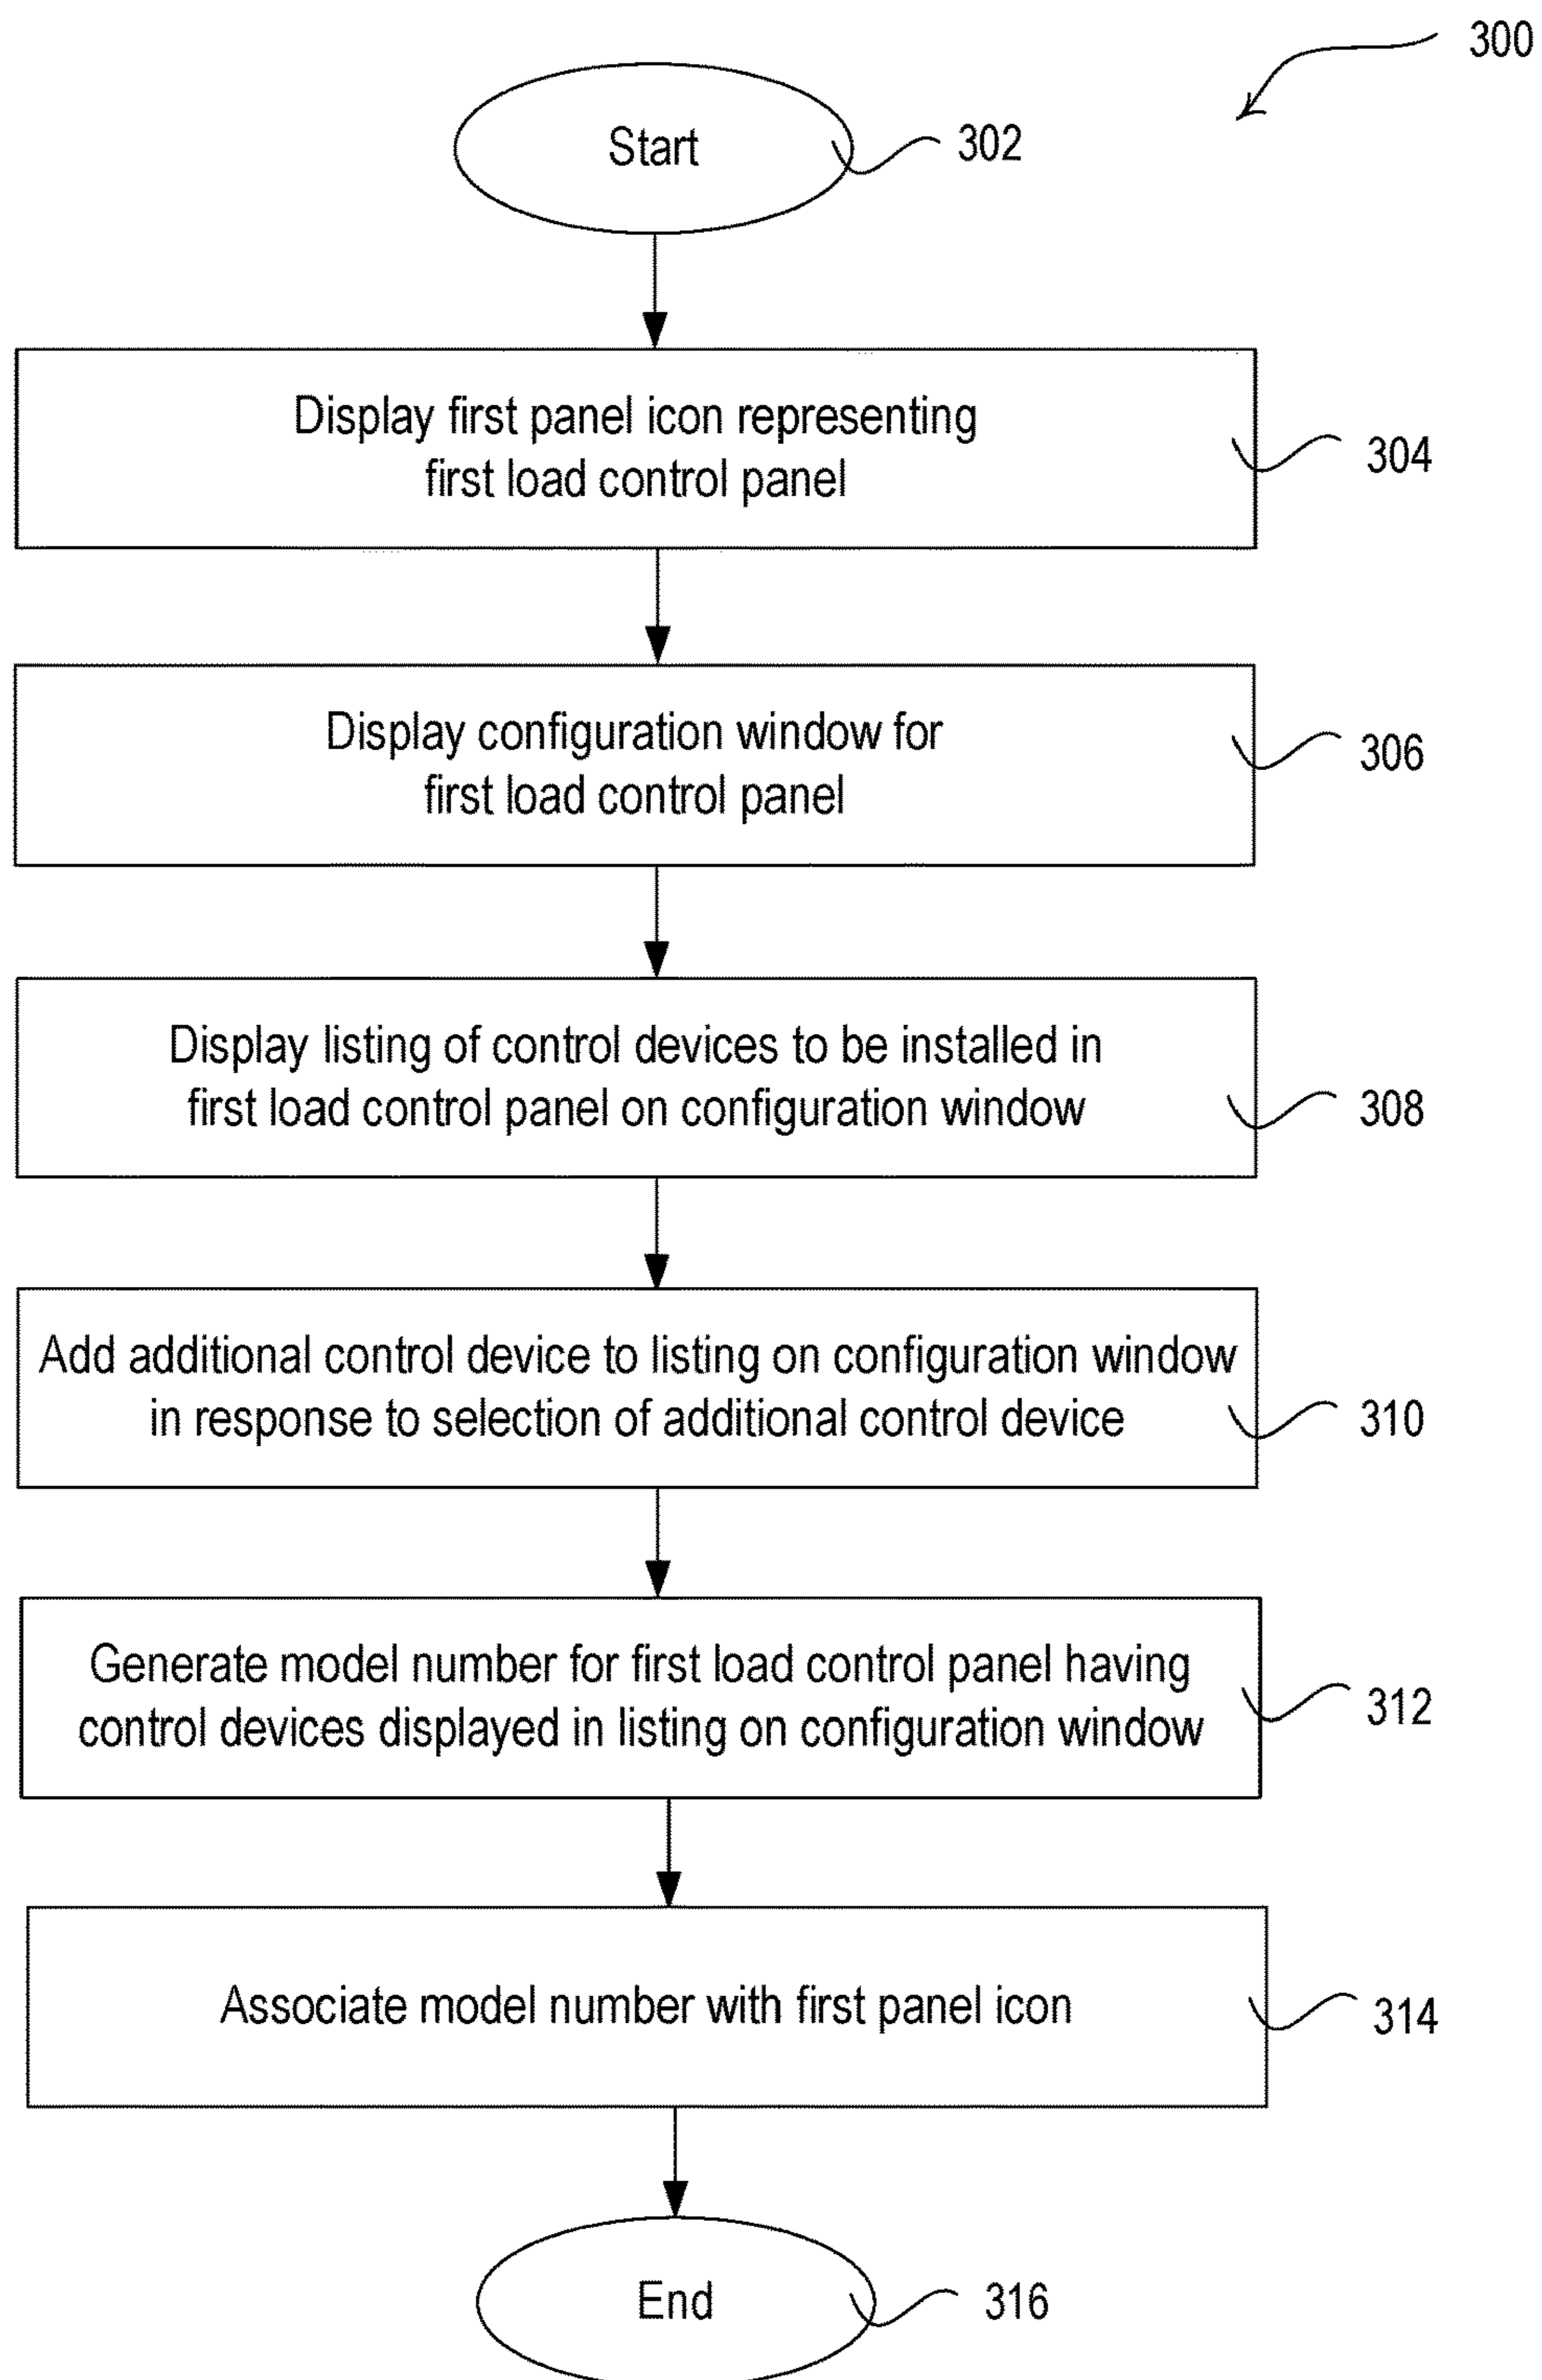 300
Start
302
Display first panel icon representing
first load control panel
304
Display configuration window for
first load control panel
306
Display listing of control devices to be installed in
first load control panel on configuration window
308
Add additional control device to listing on configuration window
in response to selection of additional control device
310
Generate model number for first load control panel having
control devices displayed in listing on configuration window
312
Associate model number with first panel icon
314
End
316